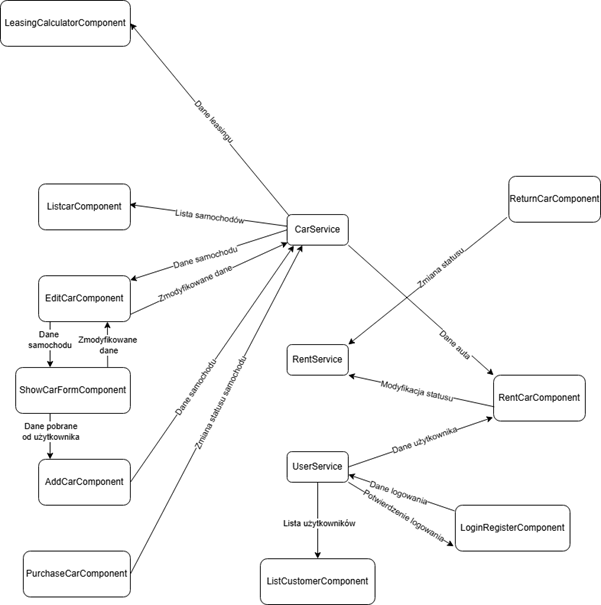 LeasingCalculatorComponent
Dane leasingu
ListcarComponent
Lista samochodów
CarService
ReturnCarComponent
Dane samochodu
Zmodyfikowane dane
Zmiana statusu
EditCarComponent
Dane
samochodu
Zmodyfikowane
dane
Dane auta
RentService
ShowCarFormComponent
Dane samochodu
Zmiana statusu samochodu
Modyfikacja statusu
RentCarComponent
Dane pobrane
od użytkownika
Dane użytkownika
UserService
AddCarComponent
Dane logowania
Potwierdzenie logowania
Lista użytkowników
LoginRegisterComponent
PurchaseCarComponent
ListCustomerComponent